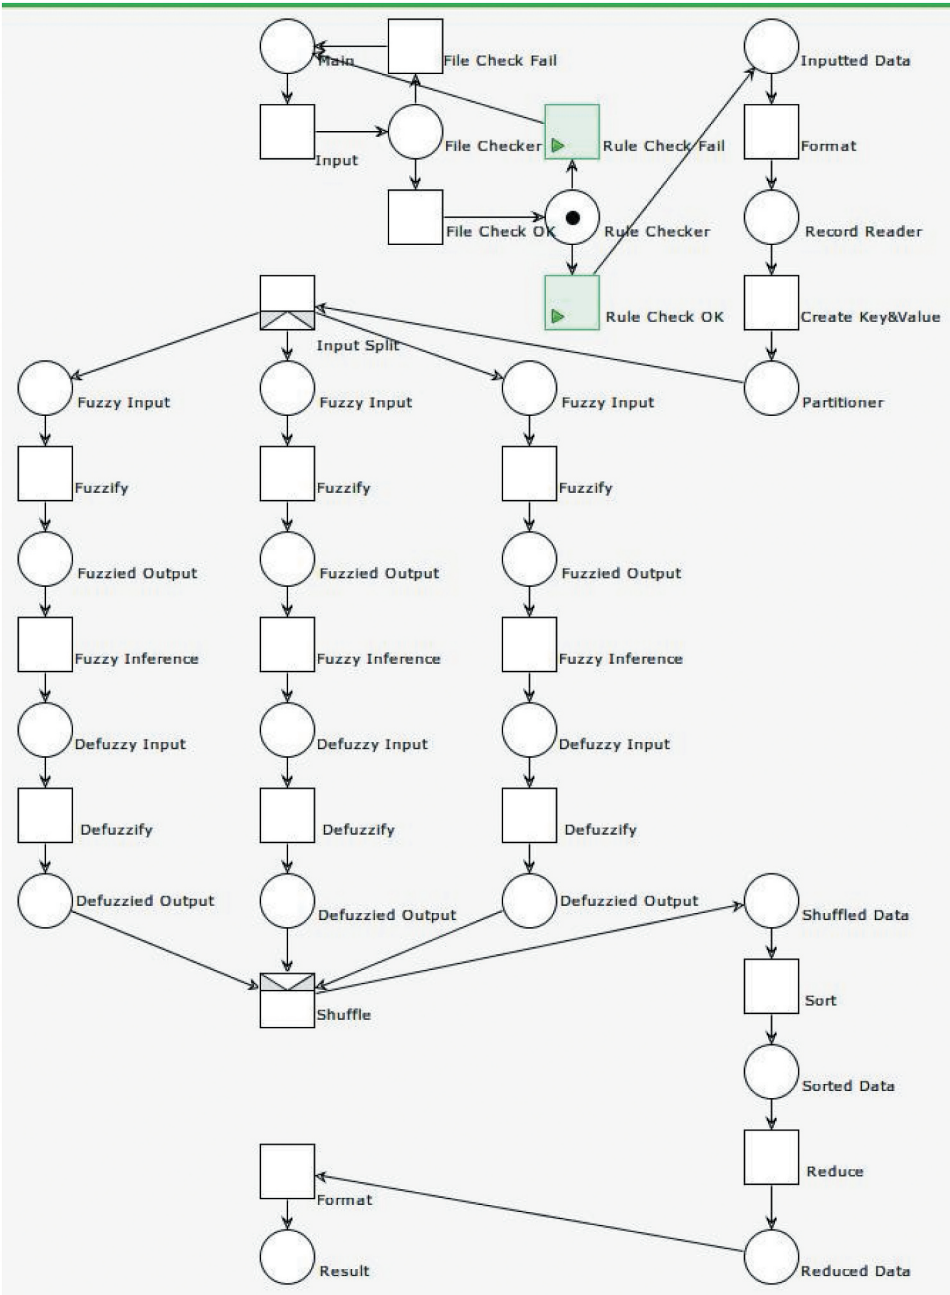 Main
File Check Fail
Inputted Data
Input
File Checker
Rule Check Fail
Format
File Check OK
Rule Checker
Record Reader
Input Split
Rule Check OK
Create Key&Value
Fuzzy Input
Fuzzy Input
Fuzzy Input
Partitioner
Fuzzify
Fuzzify
Fuzzify
Fuzzied Output
Fuzzied Output
Fuzzied Output
Fuzzy Inference
Fuzzy Inference
Fuzzy Inference
Defuzzy Input
Defuzzy Input
Defuzzy Input
Defuzzify
Defuzzify
Defuzzify
Defuzzied Output
Defuzzied Output
Defuzzied Output
Shuffled Data
Shuffle
Sort
Sorted Data
Reduce
Format
Result
Reduced Data